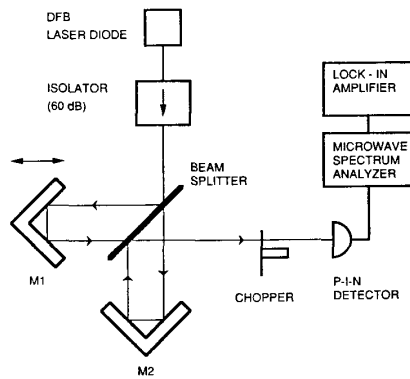 DFB
LASER DIODE
ISOLATOR
(60 dB)
LOCK - IN
AMPLIFIER
MICROWAVE
SPECTRUM
ANALYZER
BEAM
SPLITTER
M1
CHOPPER
P-I-N
DETECTOR
M2